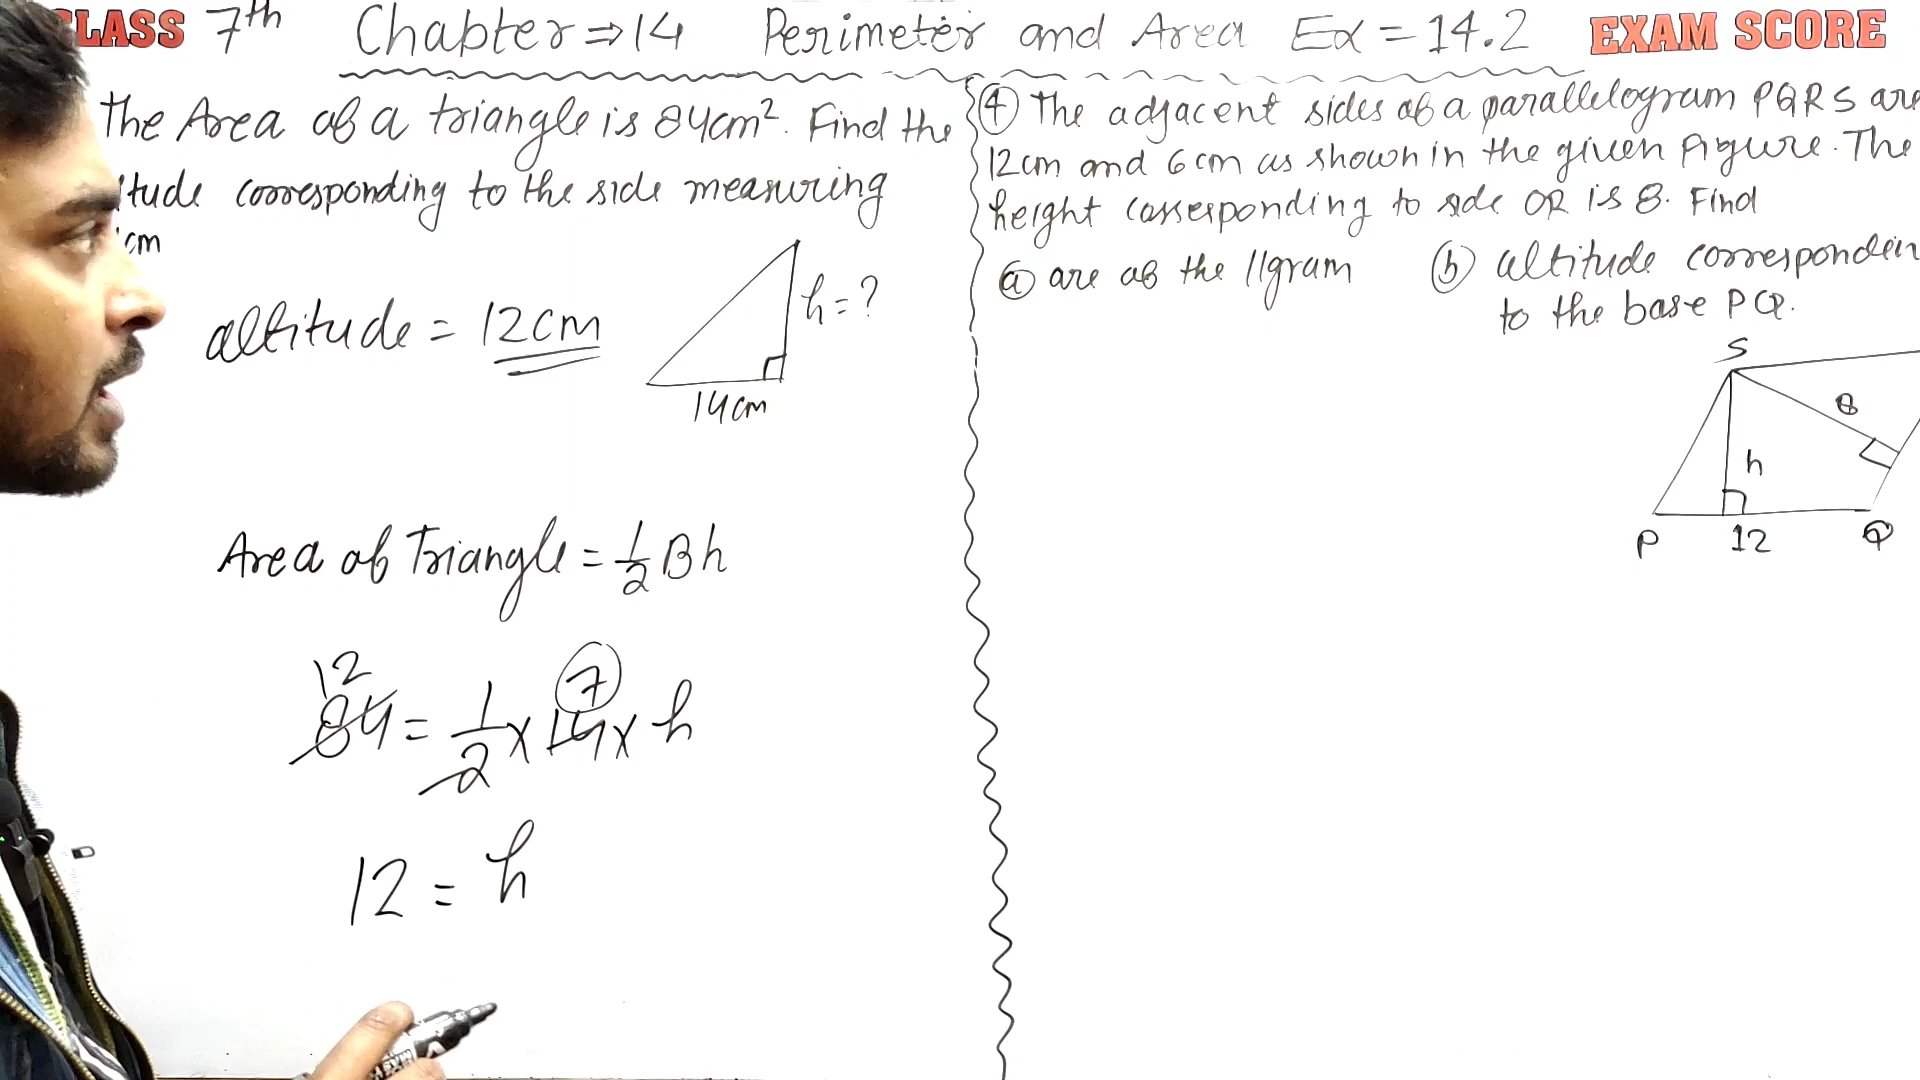 CLASS 7th Chapter ⇒ 14 Perimeter and Area Ex = 14.2 EXAM SCORE
The Area of a triangle is 84cm². Find the
itude corresponding to the side measuring
cm
altitude = 12cm
h = ?
14cm
Area of Triangle = 1/2 Bh
12
7
84 = 1/2 x 14 x h
12 = h
④ The adjacent sides of a parallelogram PQRS are
12cm and 6cm as shown in the given figure. The
height corresponding to side QR is 8. Find
ⓐ are of the llgram
ⓑ altitude correspondin
to the base PQ.
S
8
h
P 12 Q